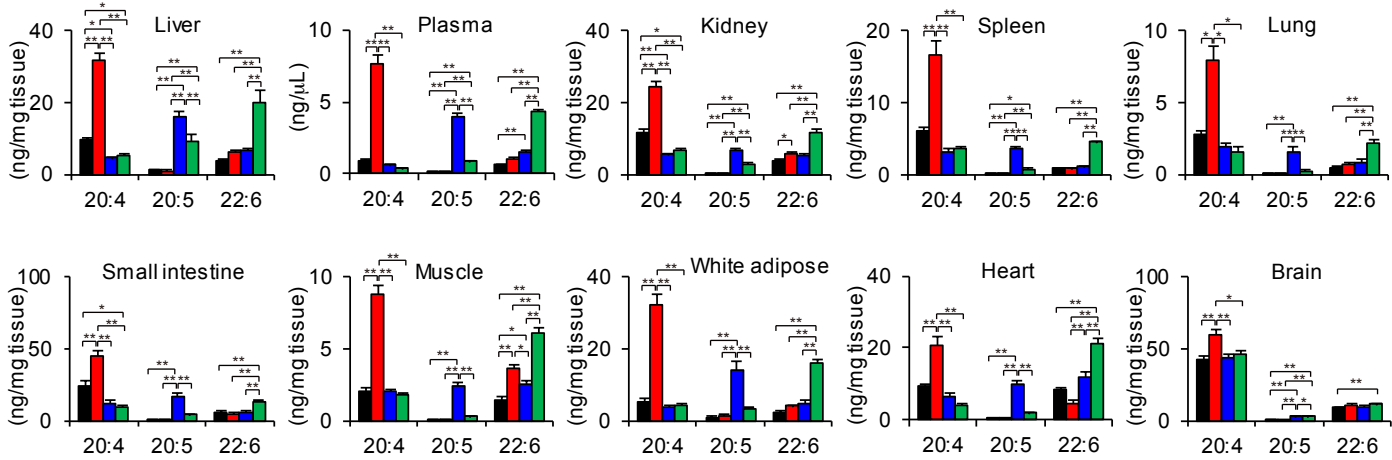 Liver
(ng/mg tissue)
40
20
0
* ** * ** **
** ** ** ** **
** ** **
20:4 20:5 22:6
Plasma
(ng/μL)
10
5
0
** ** **
** ** ** **
** ** ** ** **
20:4 20:5 22:6
Kidney
(ng/mg tissue)
40
20
0
* ** ** ** **
** ** ** ** **
** ** ** * **
20:4 20:5 22:6
Spleen
(ng/mg tissue)
20
10
0
** ** **
** * ** ** **
** ** **
20:4 20:5 22:6
Lung
(ng/mg tissue)
10
5
0
* * *
** ** **
** ** ** **
20:4 20:5 22:6
Small intestine
(ng/mg tissue)
100
50
0
* ** ** **
** ** ** **
** ** **
20:4 20:5 22:6
Muscle
(ng/mg tissue)
10
5
0
** ** **
** ** ** **
** ** * ** ** *
20:4 20:5 22:6
White adipose
(ng/mg tissue)
40
20
0
** ** **
** ** ** **
** ** **
20:4 20:5 22:6
Heart
(ng/mg tissue)
40
20
0
** ** **
** ** ** **
** ** ** **
20:4 20:5 22:6
Brain
(ng/mg tissue)
100
50
0
** ** *
** ** ** ** * **
20:4 20:5 22:6